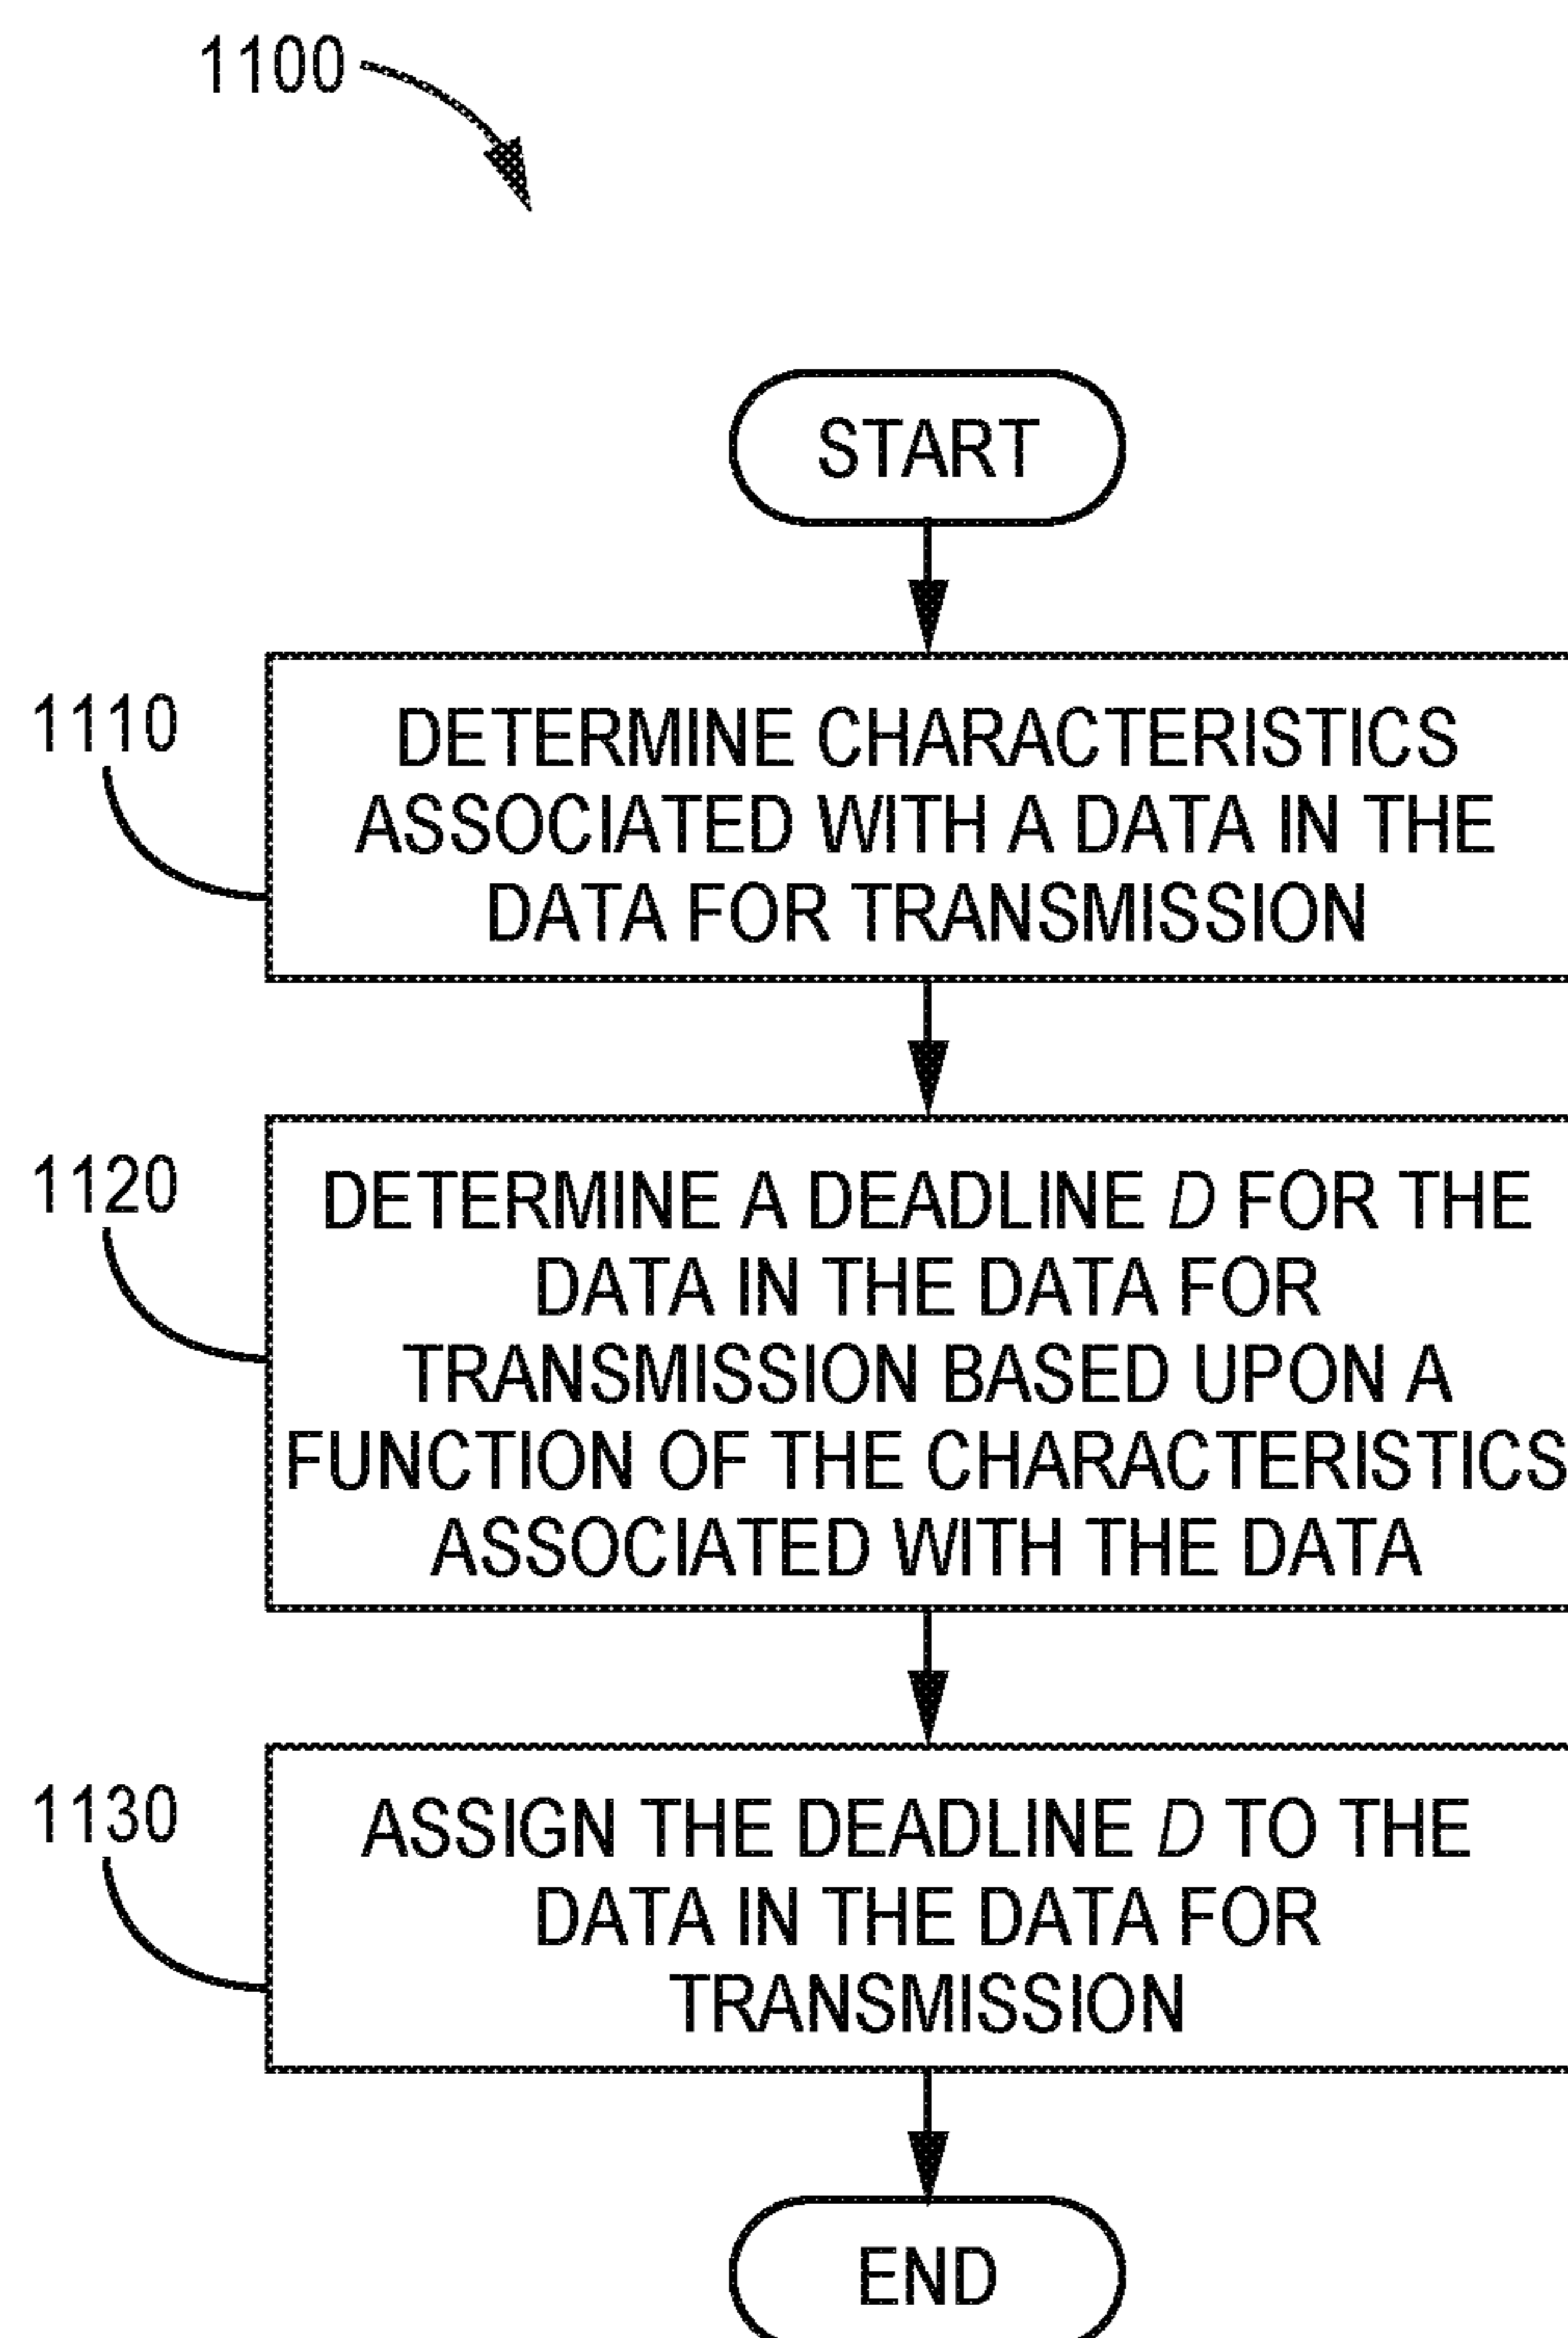 1100
START
1110
DETERMINE CHARACTERISTICS
ASSOCIATED WITH A DATA IN THE
DATA FOR TRANSMISSION
1120
DETERMINE A DEADLINE D FOR THE
DATA IN THE DATA FOR
TRANSMISSION BASED UPON A
FUNCTION OF THE CHARACTERISTICS
ASSOCIATED WITH THE DATA
1130
ASSIGN THE DEADLINE D TO THE
DATA IN THE DATA FOR
TRANSMISSION
END